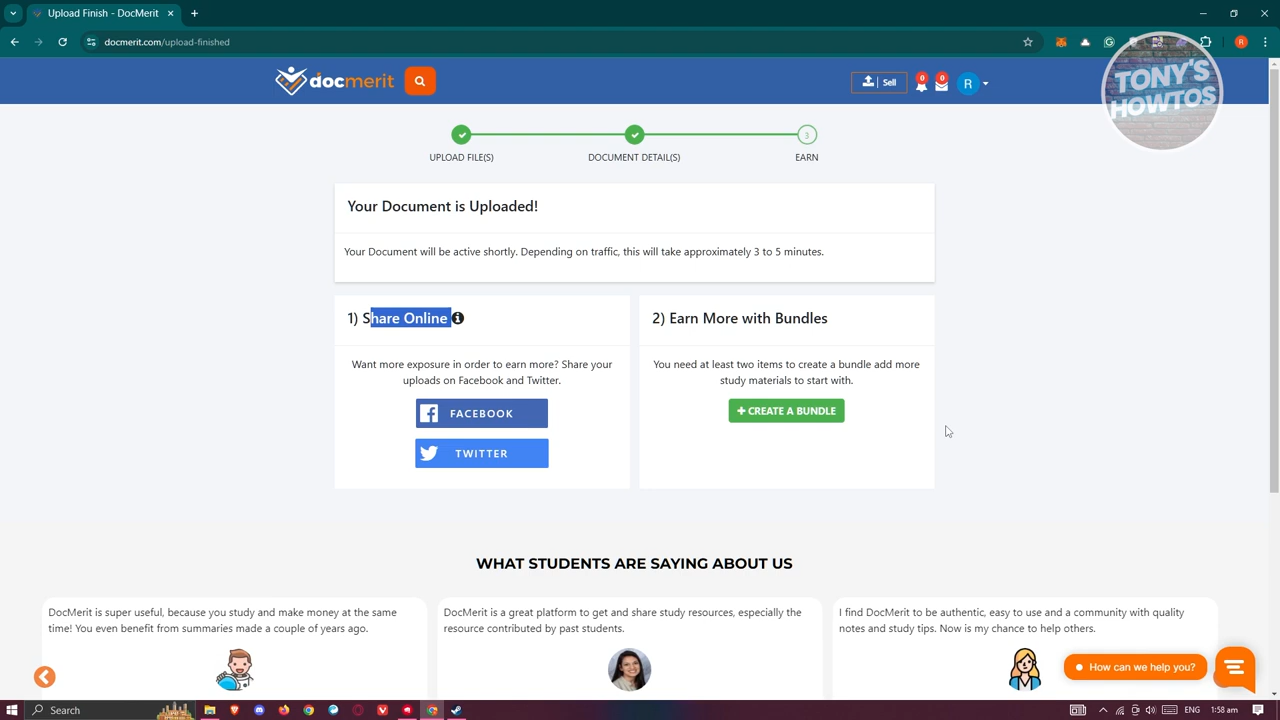 Upload Finish - DocMerit
docmerit.com/upload-finished
R
docmerit
Sell
0
0
R
TONY'S
HOWTOS
3
UPLOAD FILE(S)
DOCUMENT DETAIL(S)
EARN
Your Document is Uploaded!
Your Document will be active shortly. Depending on traffic, this will take approximately 3 to 5 minutes.
1) Share Online
Want more exposure in order to earn more? Share your
uploads on Facebook and Twitter.
FACEBOOK
TWITTER
2) Earn More with Bundles
You need at least two items to create a bundle add more
study materials to start with.
CREATE A BUNDLE
WHAT STUDENTS ARE SAYING ABOUT US
DocMerit is super useful, because you study and make money at the same
time! You even benefit from summaries made a couple of years ago.
DocMerit is a great platform to get and share study resources, especially the
resource contributed by past students.
I find DocMerit to be authentic, easy to use and a community with quality
notes and study tips. Now is my chance to help others.
How can we help you?
Search
1:58 am